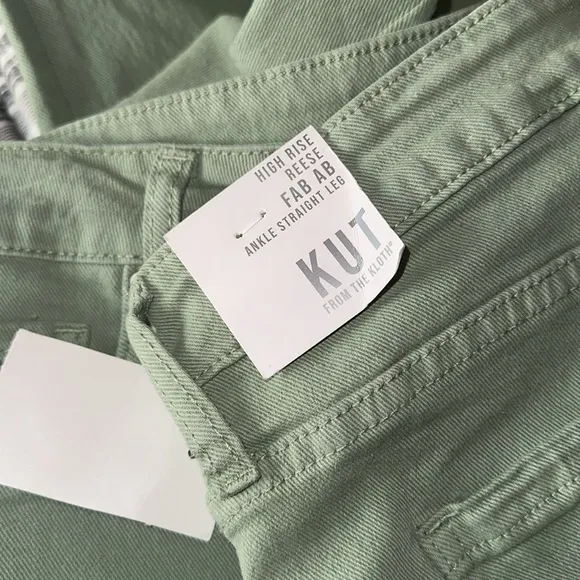 HIGH RISE
REESE
FAB AB
ANKLE STRAIGHT LEG
KUT
FROM THE KLOTH®